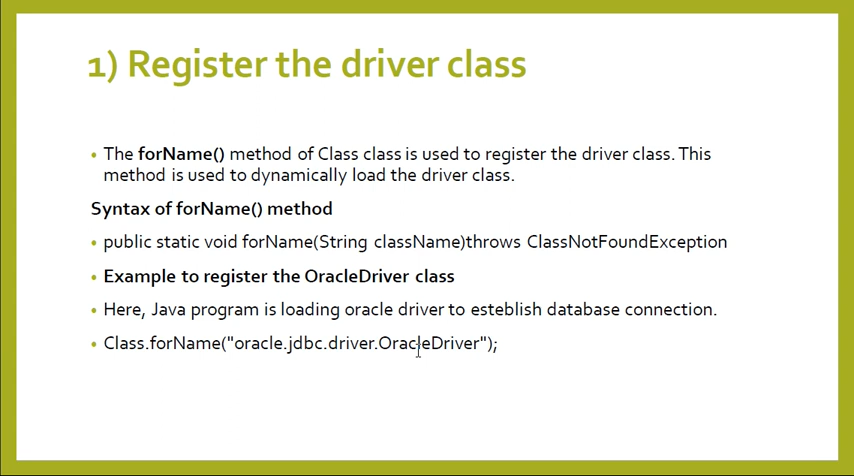 1) Register the driver class
• The forName() method of Class class is used to register the driver class. This
method is used to dynamically load the driver class.
Syntax of forName() method
• public static void forName(String className)throws ClassNotFoundException
• Example to register the OracleDriver class
• Here, Java program is loading oracle driver to esteblish database connection.
• Class.forName("oracle.jdbc.driver.OracleDriver");